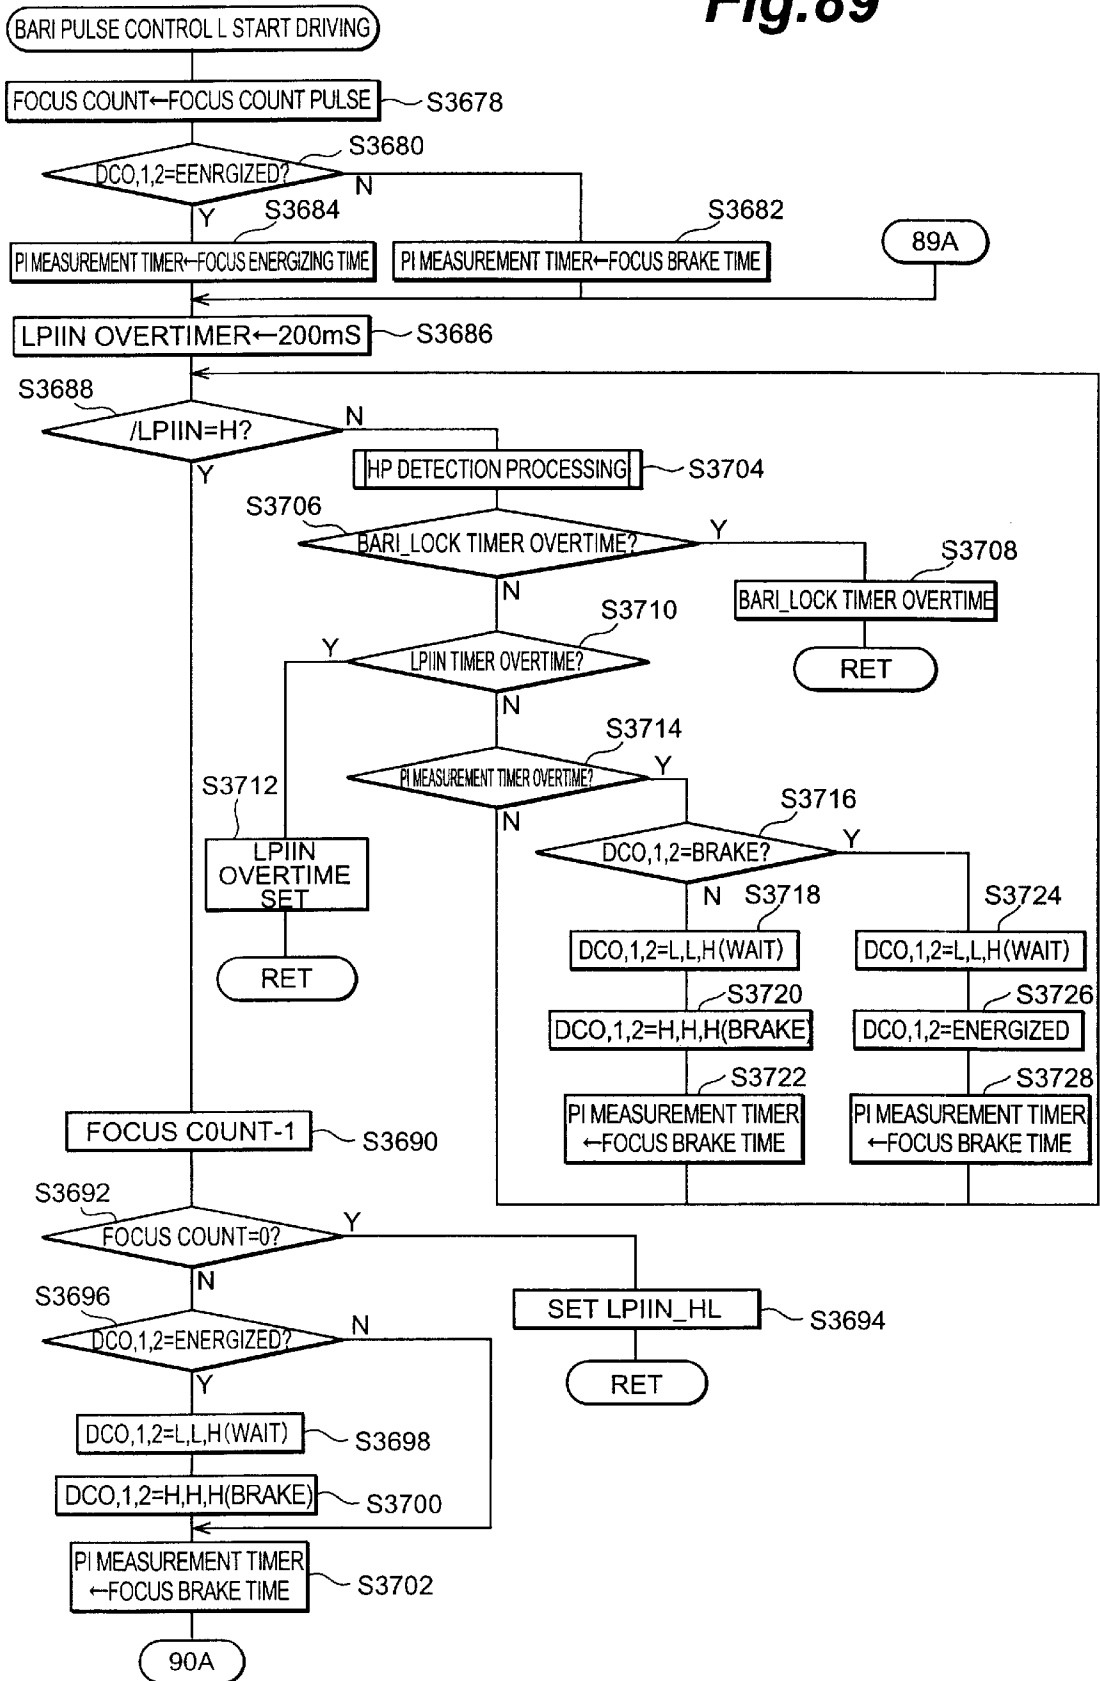 Fig.89
BARI PULSE CONTROL L START DRIVING
FOCUS COUNT←FOCUS COUNT PULSE
S3678
S3680
DCO,1,2=EENRGIZED?
N
Y
S3684
PI MEASUREMENT TIMER←FOCUS ENERGIZING TIME
S3682
PI MEASUREMENT TIMER←FOCUS BRAKE TIME
89A
LPIIN OVERTIMER←200mS
S3686
S3688
/LPIIN=H?
N
Y
HP DETECTION PROCESSING
S3704
S3706
BARI_LOCK TIMER OVERTIME?
Y
N
S3708
BARI_LOCK TIMER OVERTIME
RET
S3710
LPIIN TIMER OVERTIME?
Y
N
S3714
PI MEASUREMENT TIMER OVERTIME?
Y
N
S3712
LPIIN
OVERTIME
SET
RET
S3716
DCO,1,2=BRAKE?
Y
N
S3718
DCO,1,2=L,L,H(WAIT)
S3724
DCO,1,2=L,L,H(WAIT)
S3720
DCO,1,2=H,H,H(BRAKE)
S3726
DCO,1,2=ENERGIZED
S3722
PI MEASUREMENT TIMER
←FOCUS BRAKE TIME
S3728
PI MEASUREMENT TIMER
←FOCUS BRAKE TIME
FOCUS C0UNT-1
S3690
S3692
FOCUS COUNT=0?
Y
N
SET LPIIN_HL
S3694
RET
S3696
DCO,1,2=ENERGIZED?
N
Y
DCO,1,2=L,L,H(WAIT)
S3698
DCO,1,2=H,H,H(BRAKE)
S3700
PI MEASUREMENT TIMER
←FOCUS BRAKE TIME
S3702
90A